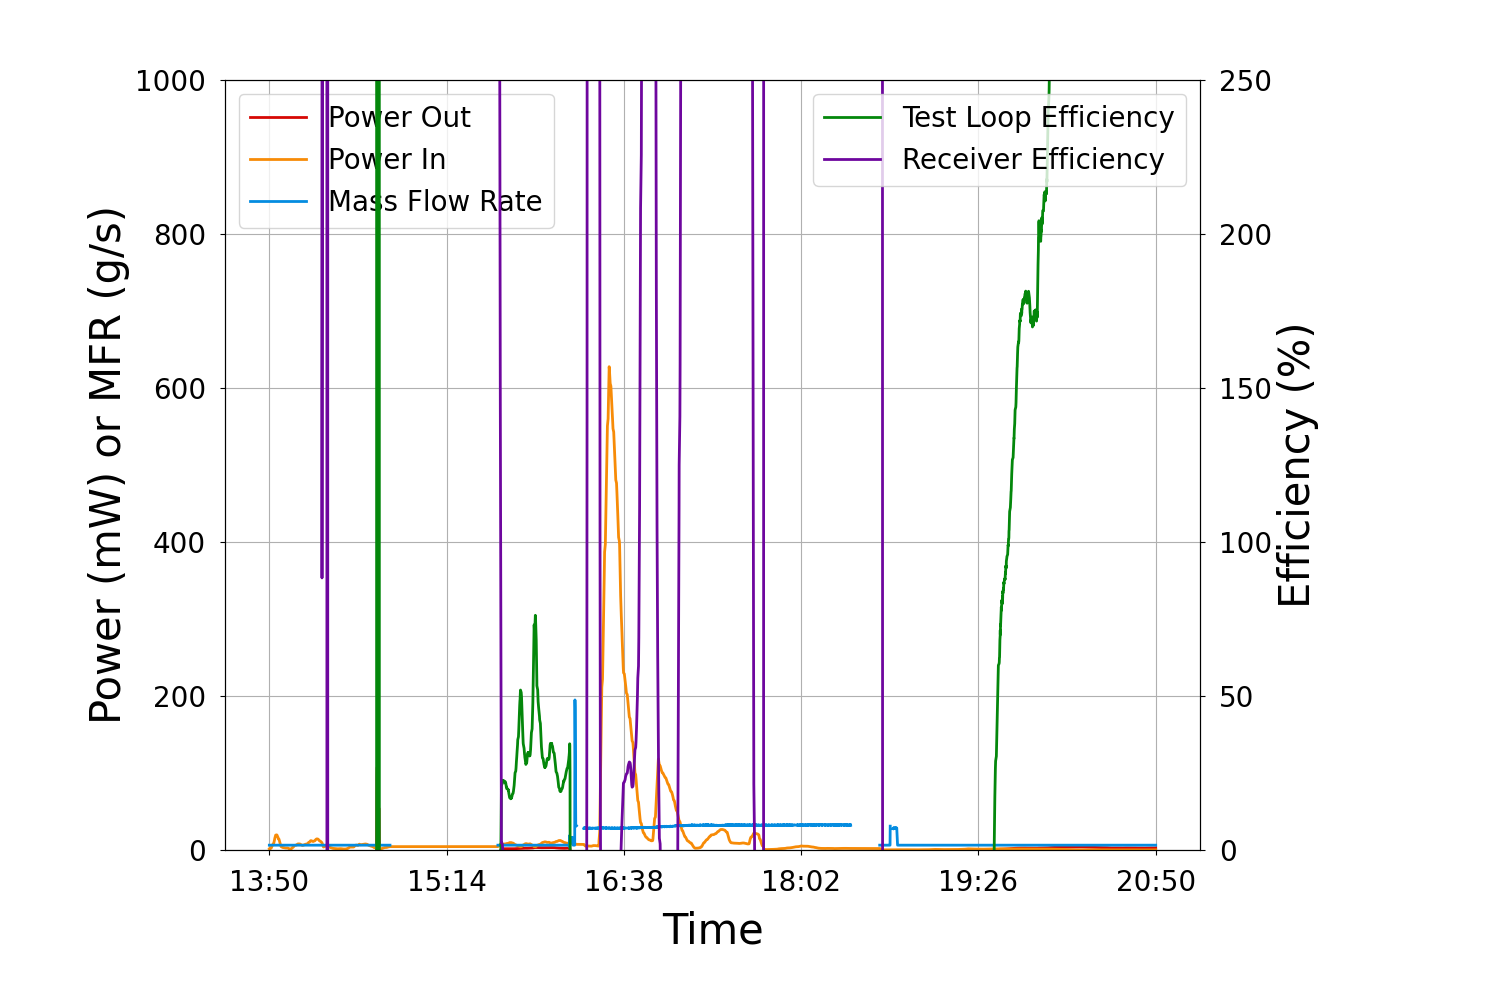 1000
800
600
400
200
0
Power (mW) or MFR (g/s)
Power Out
Power In
Mass Flow Rate
Test Loop Efficiency
Receiver Efficiency
250
200
150
100
50
0
Efficiency (%)
13:50 15:14 16:38 18:02 19:26 20:50
Time